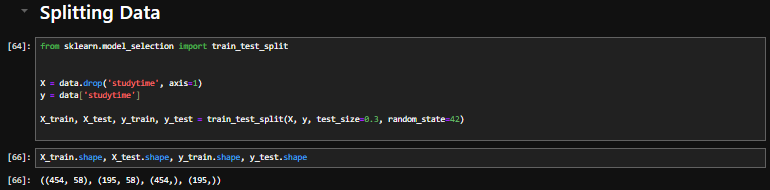 Splitting Data
[64]: from sklearn.model_selection import train_test_split
X = data.drop('studytime', axis=1)
y = data['studytime']
X_train, X_test, y_train, y_test = train_test_split(X, y, test_size=0.3, random_state=42)
[66]: X_train.shape, X_test.shape, y_train.shape, y_test.shape
[66]: ((454, 58), (195, 58), (454,), (195,))